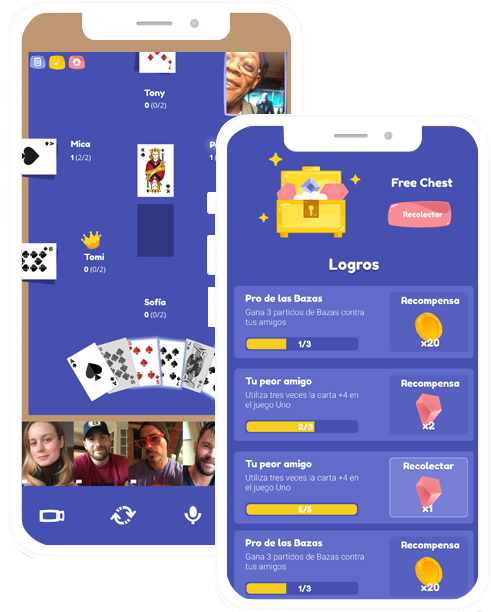 Tony
0 (0/2)
Mica
1 (2/2)
P
K
A
Tomi
0 (0/2)
Sofía
0 (0/2)
A
Free Chest
Recolectar
Logros
Pro de las Bazas
Gana 3 partidos de Bazas contra
tus amigos
1/3
Recompensa
x20
Tu peor amigo
Utiliza tres veces la carta +4 en
el juego Uno
2/3
Recompensa
x2
Tu peor amigo
Utiliza tres veces la carta +4 en
el juego Uno
5/5
Recolectar
x1
Pro de las Bazas
Gana 3 partidos de Bazas contra
tus amigos
1/3
Recompensa
x20